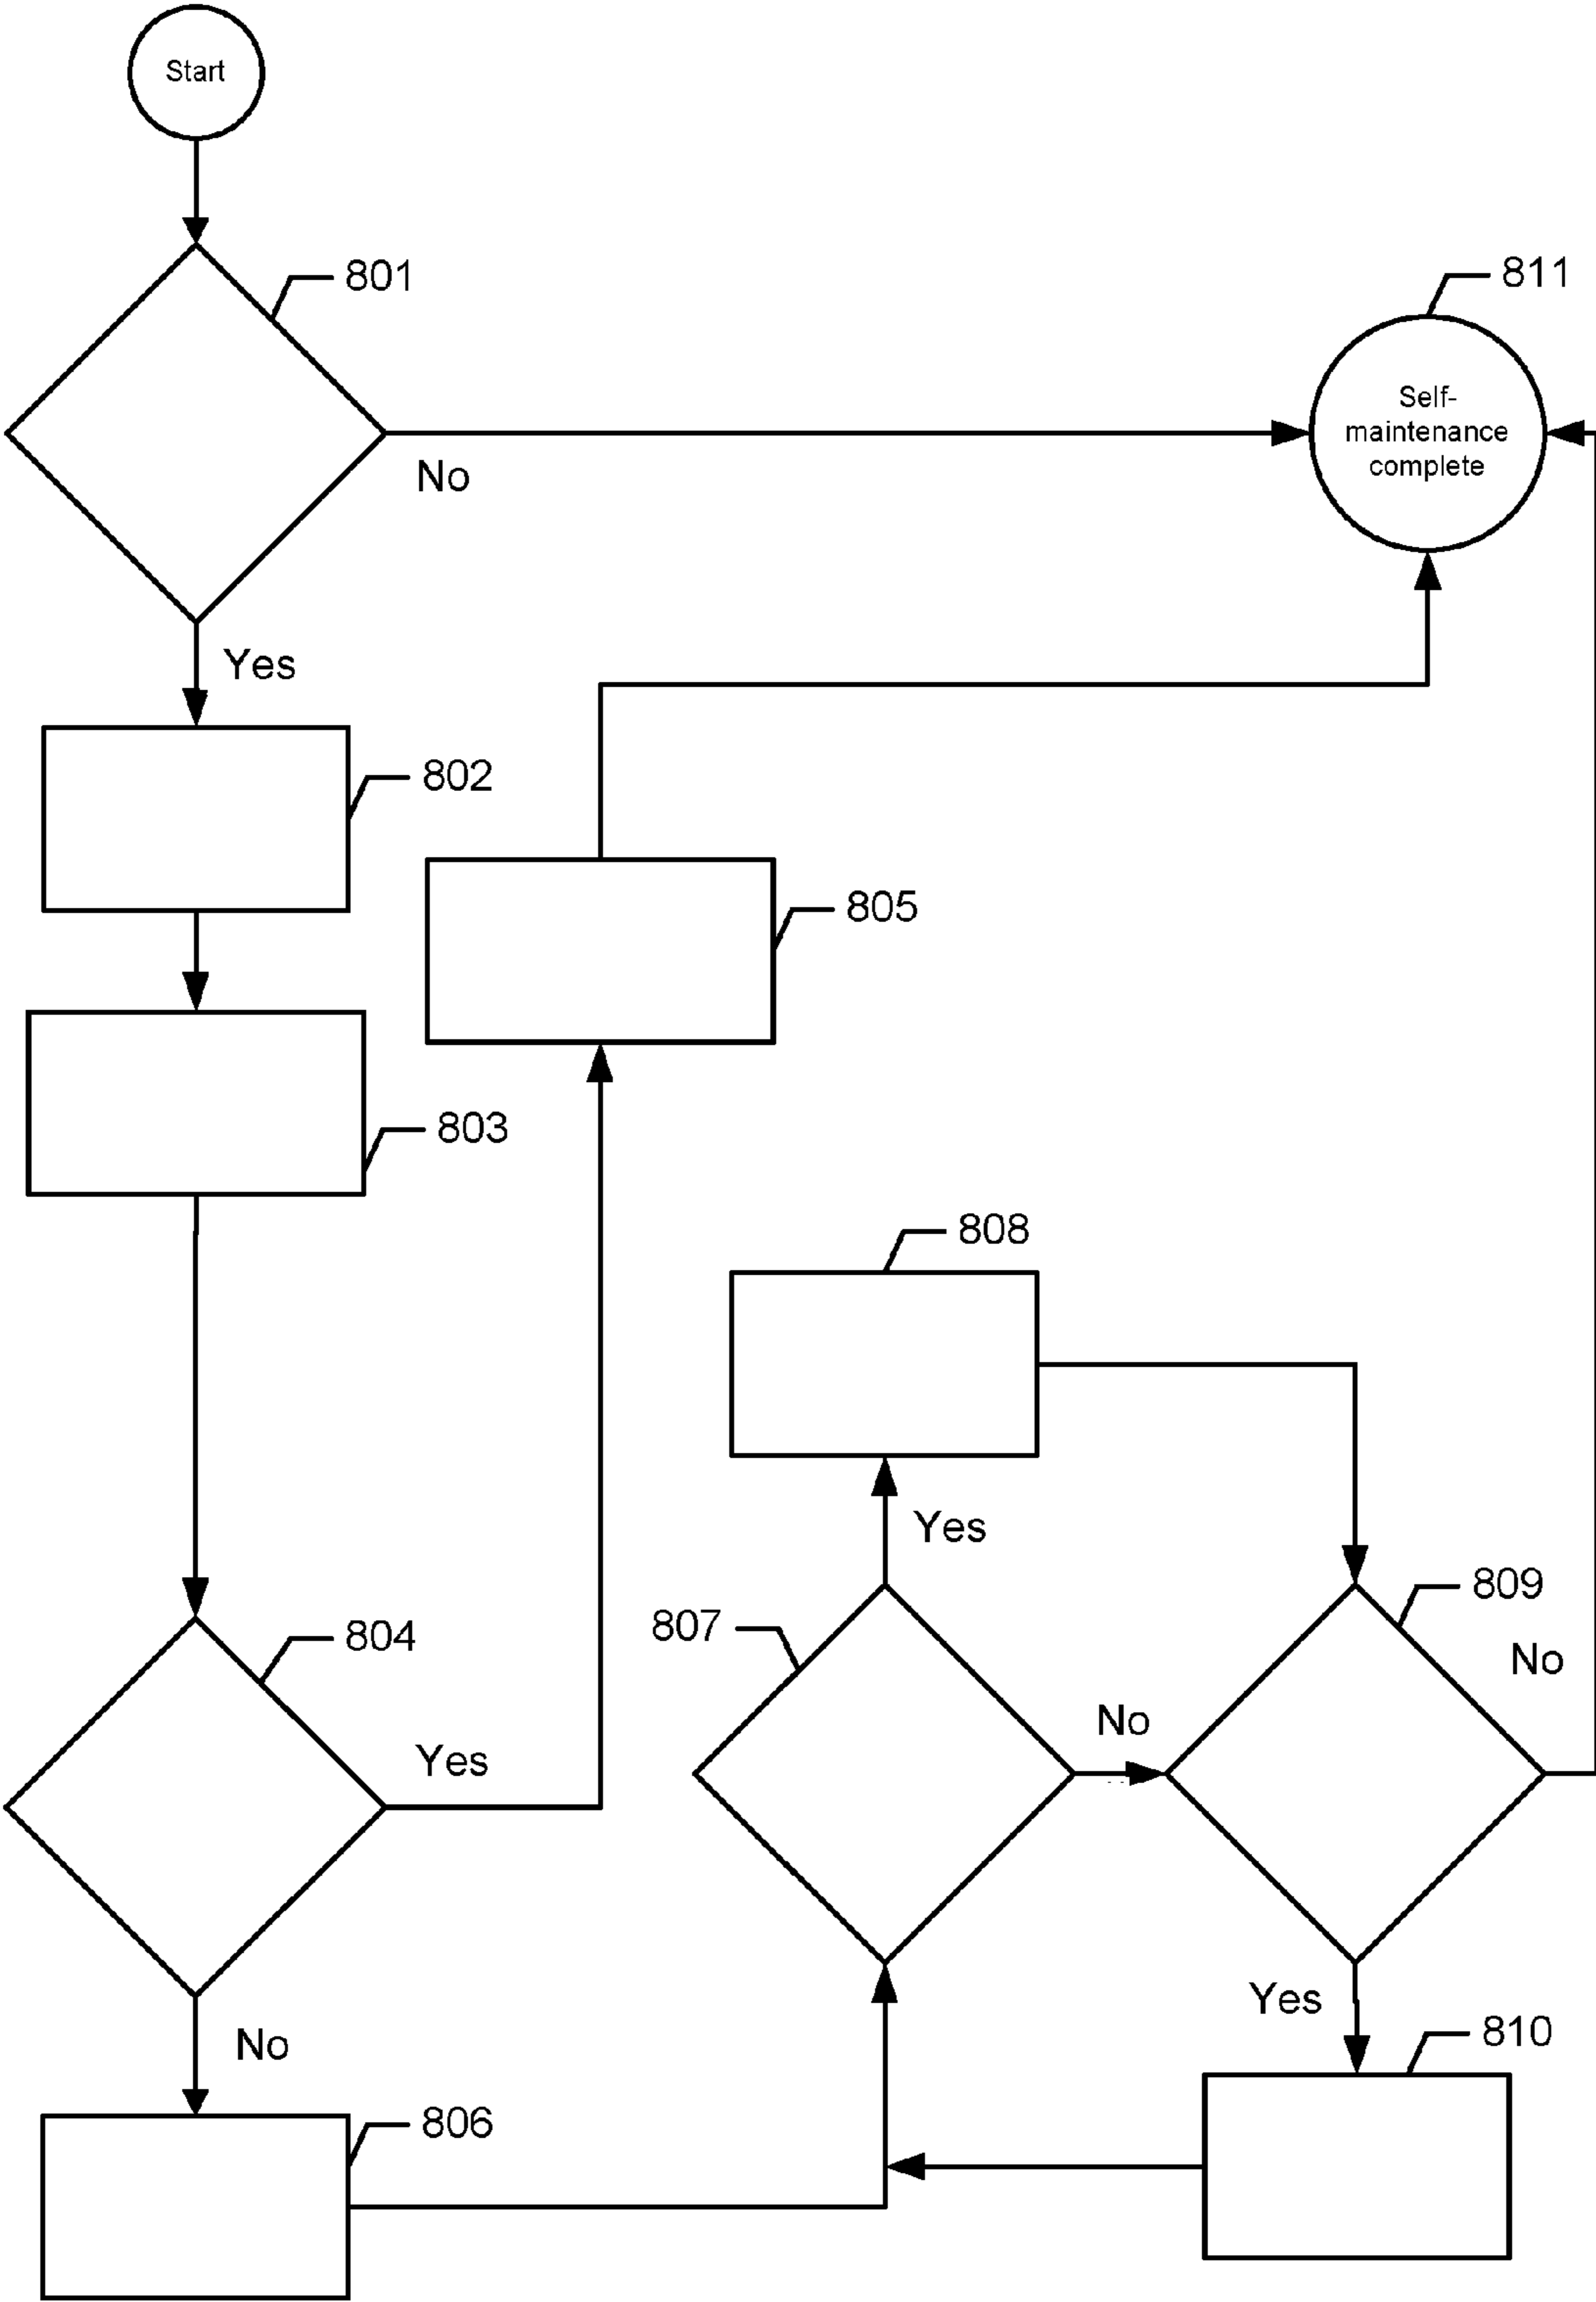 Start
801
811
Self-
maintenance
complete
No
Yes
802
805
803
808
Yes
809
807
804
No
No
Yes
Yes
810
No
806